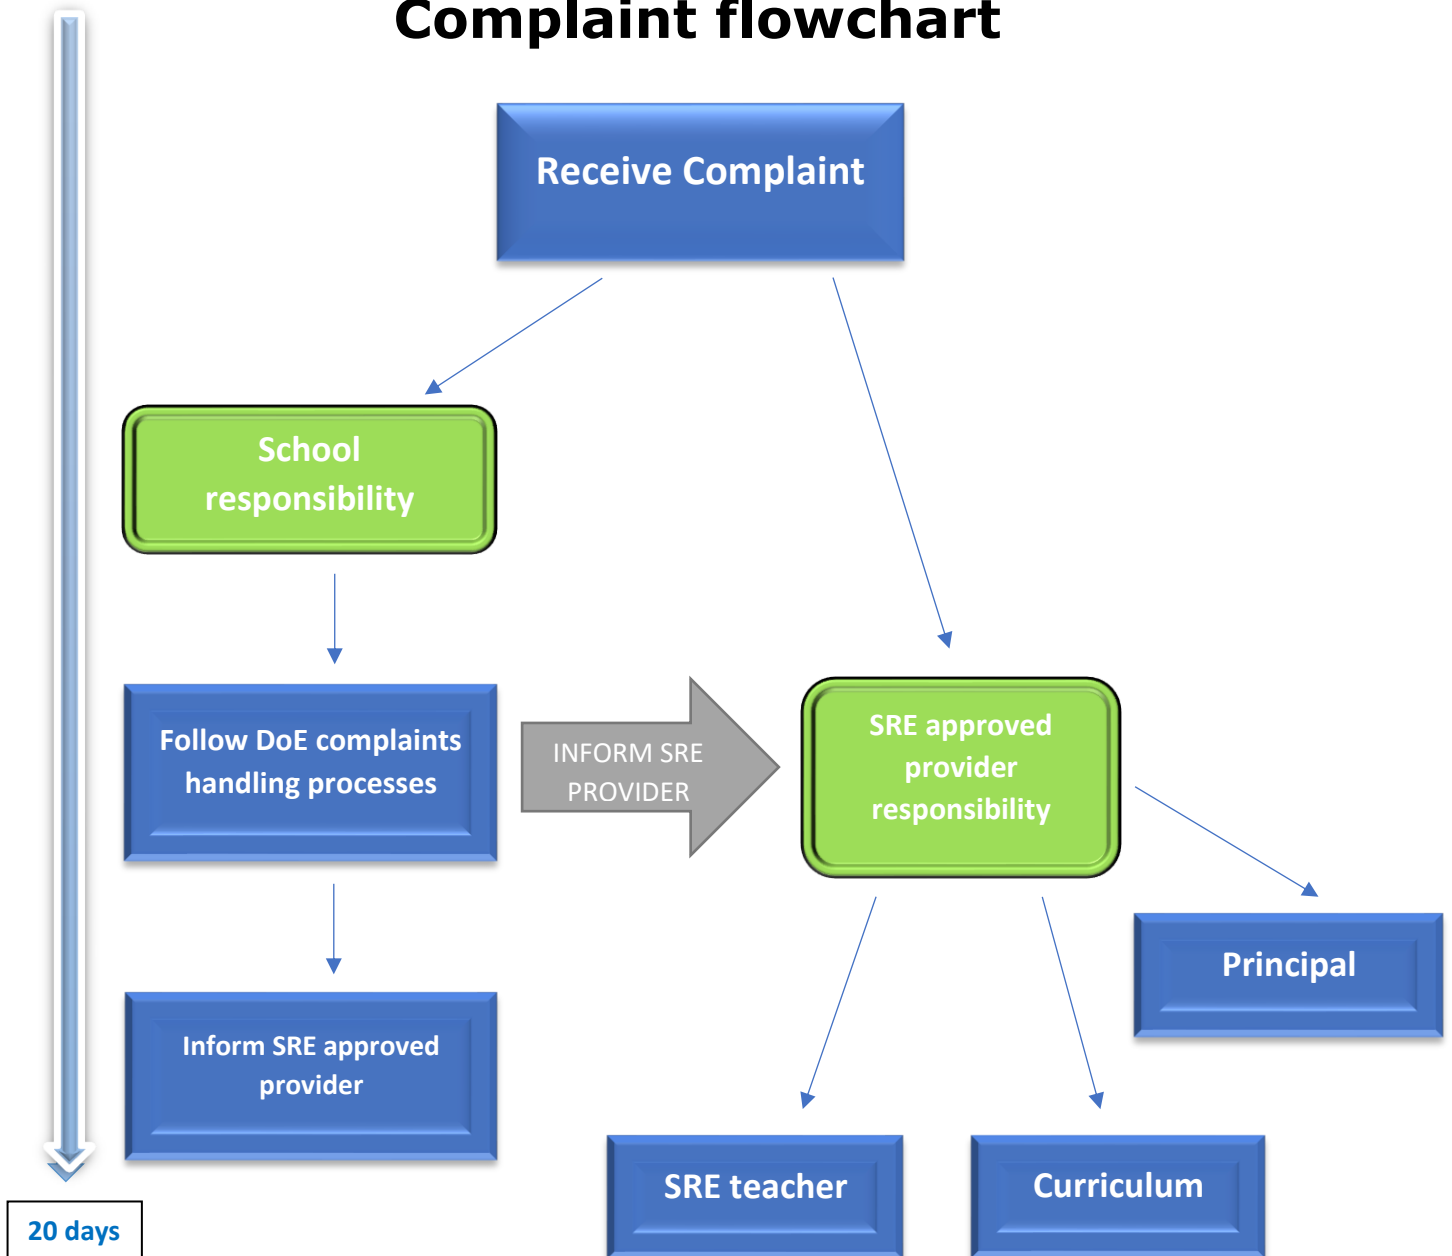 Complaint flowchart
Receive Complaint
School
responsibility
Follow DoE complaints
handling processes
INFORM SRE
PROVIDER
SRE approved
provider
responsibility
Principal
Inform SRE approved
provider
SRE teacher
Curriculum
20 days